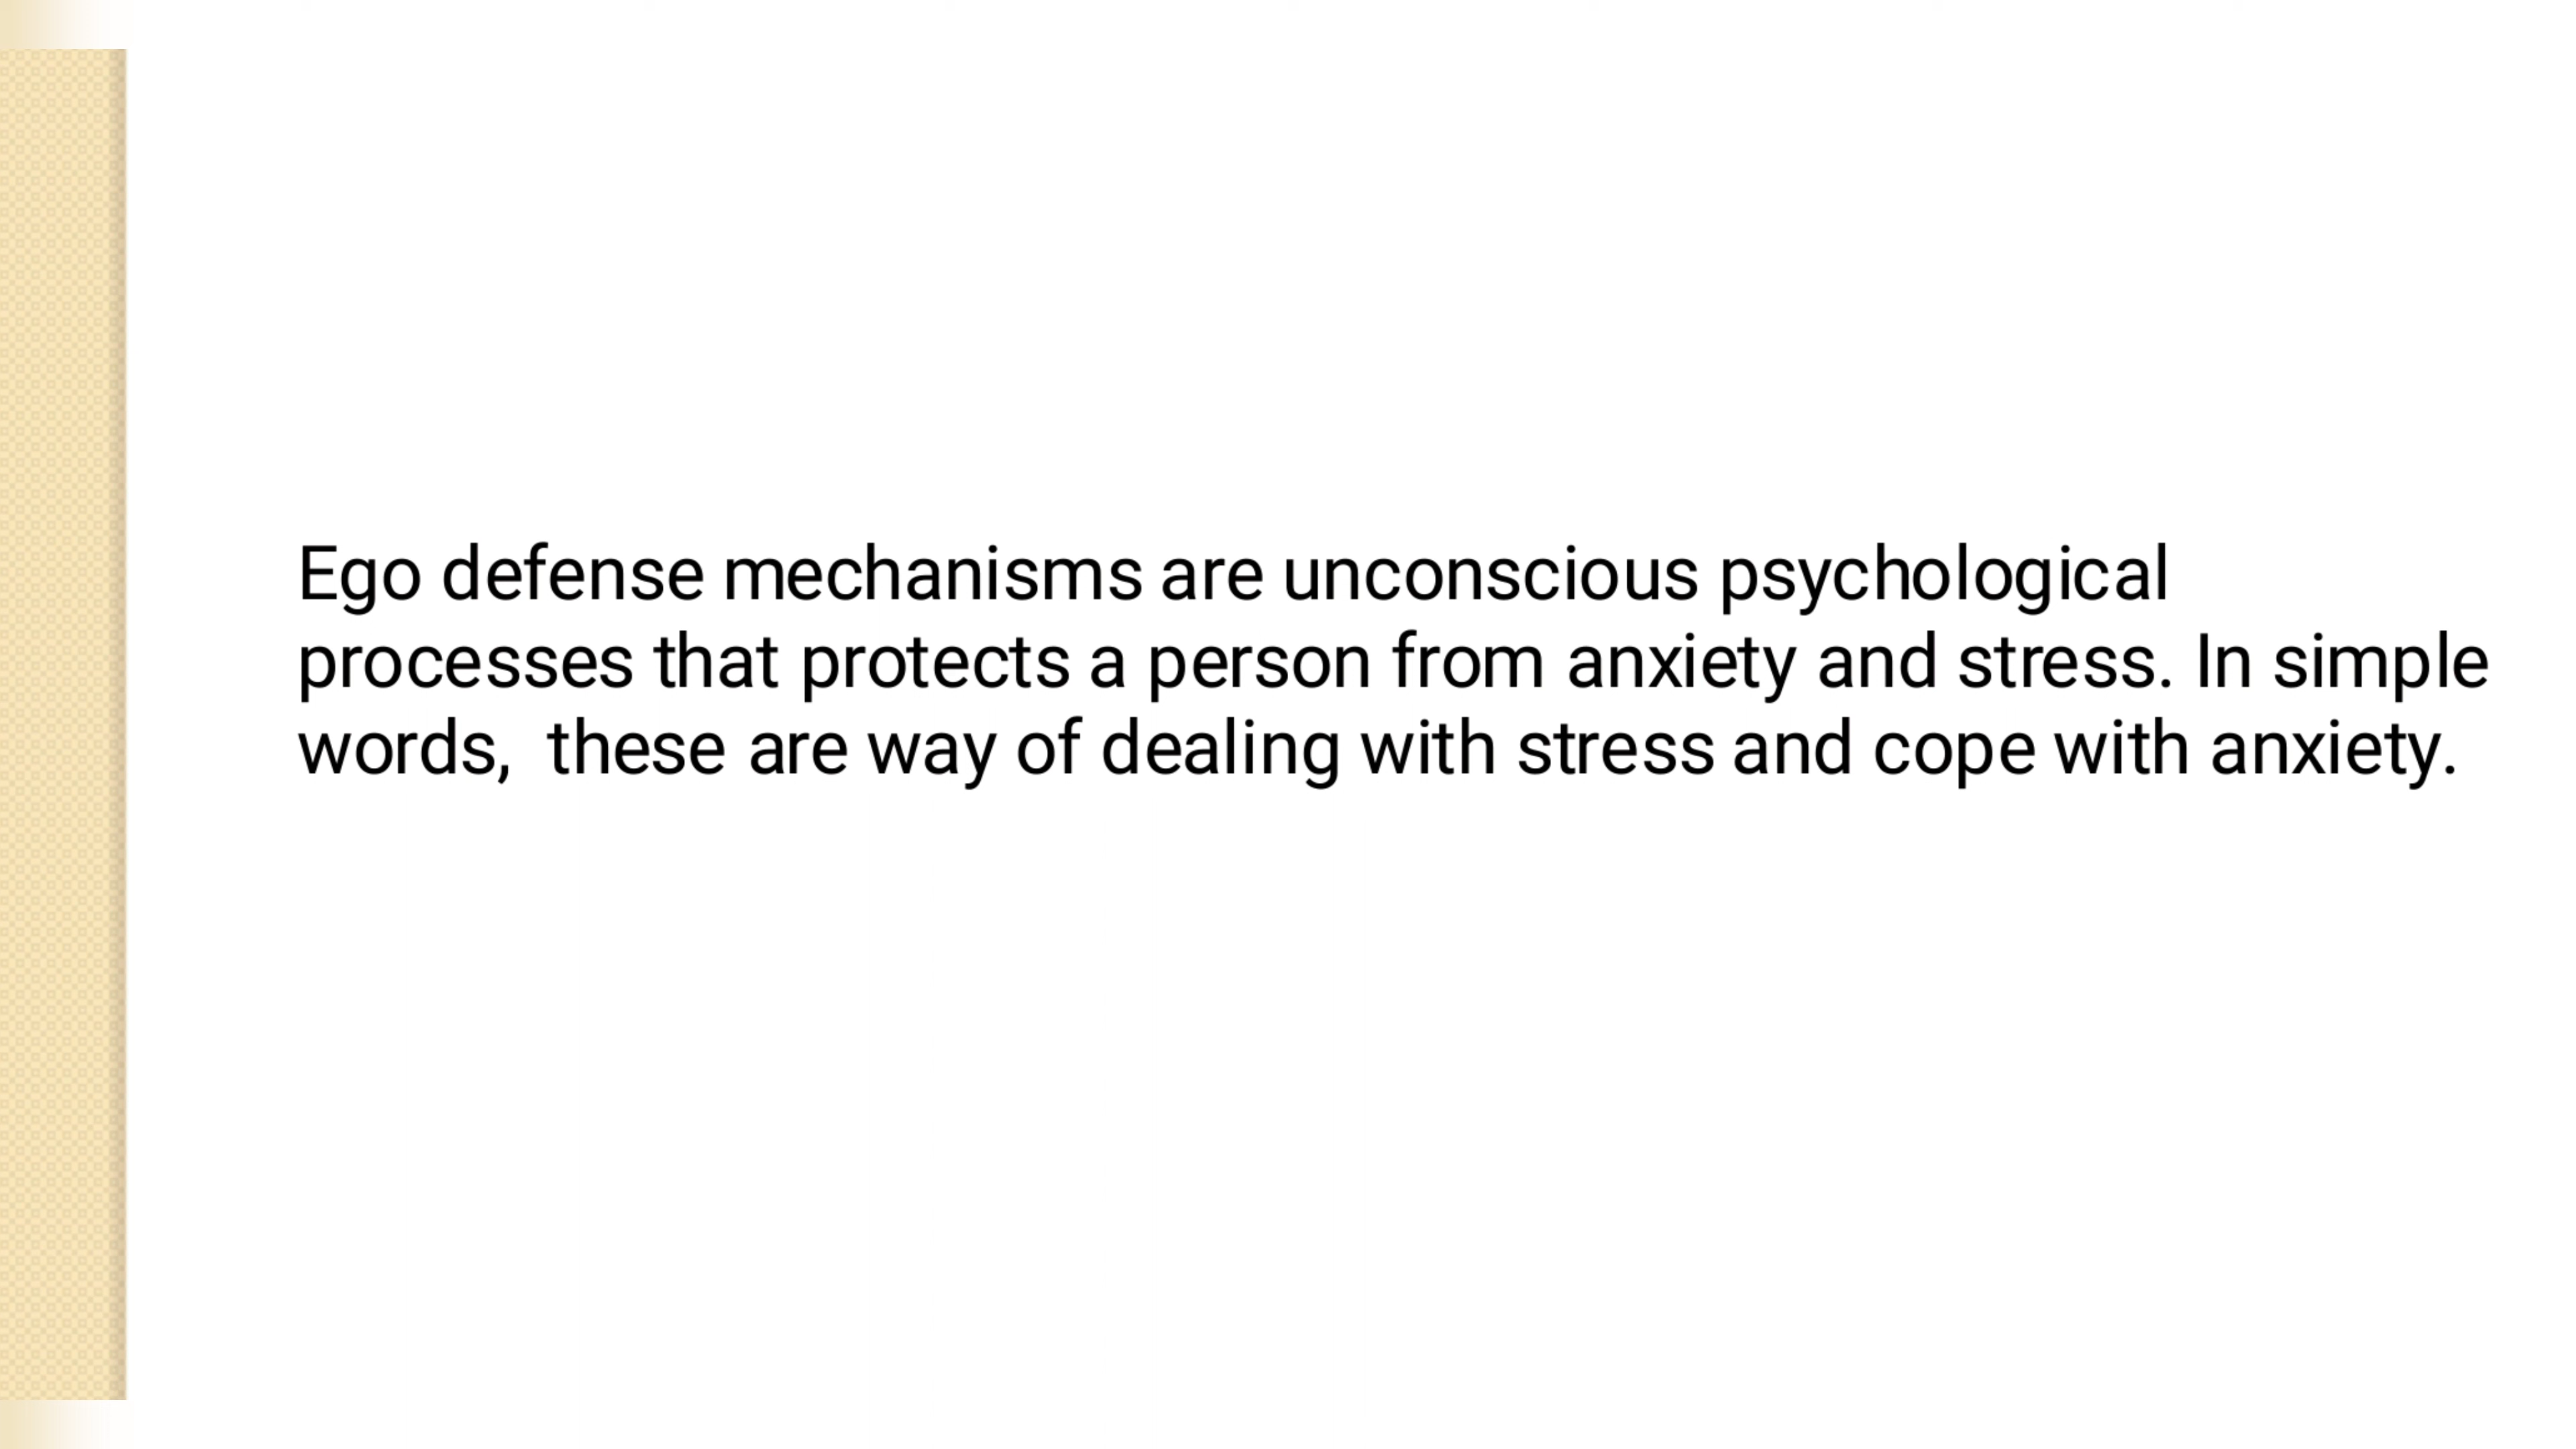 Ego defense mechanisms are unconscious psychological
processes that protects a person from anxiety and stress. In simple
words,  these are way of dealing with stress and cope with anxiety.